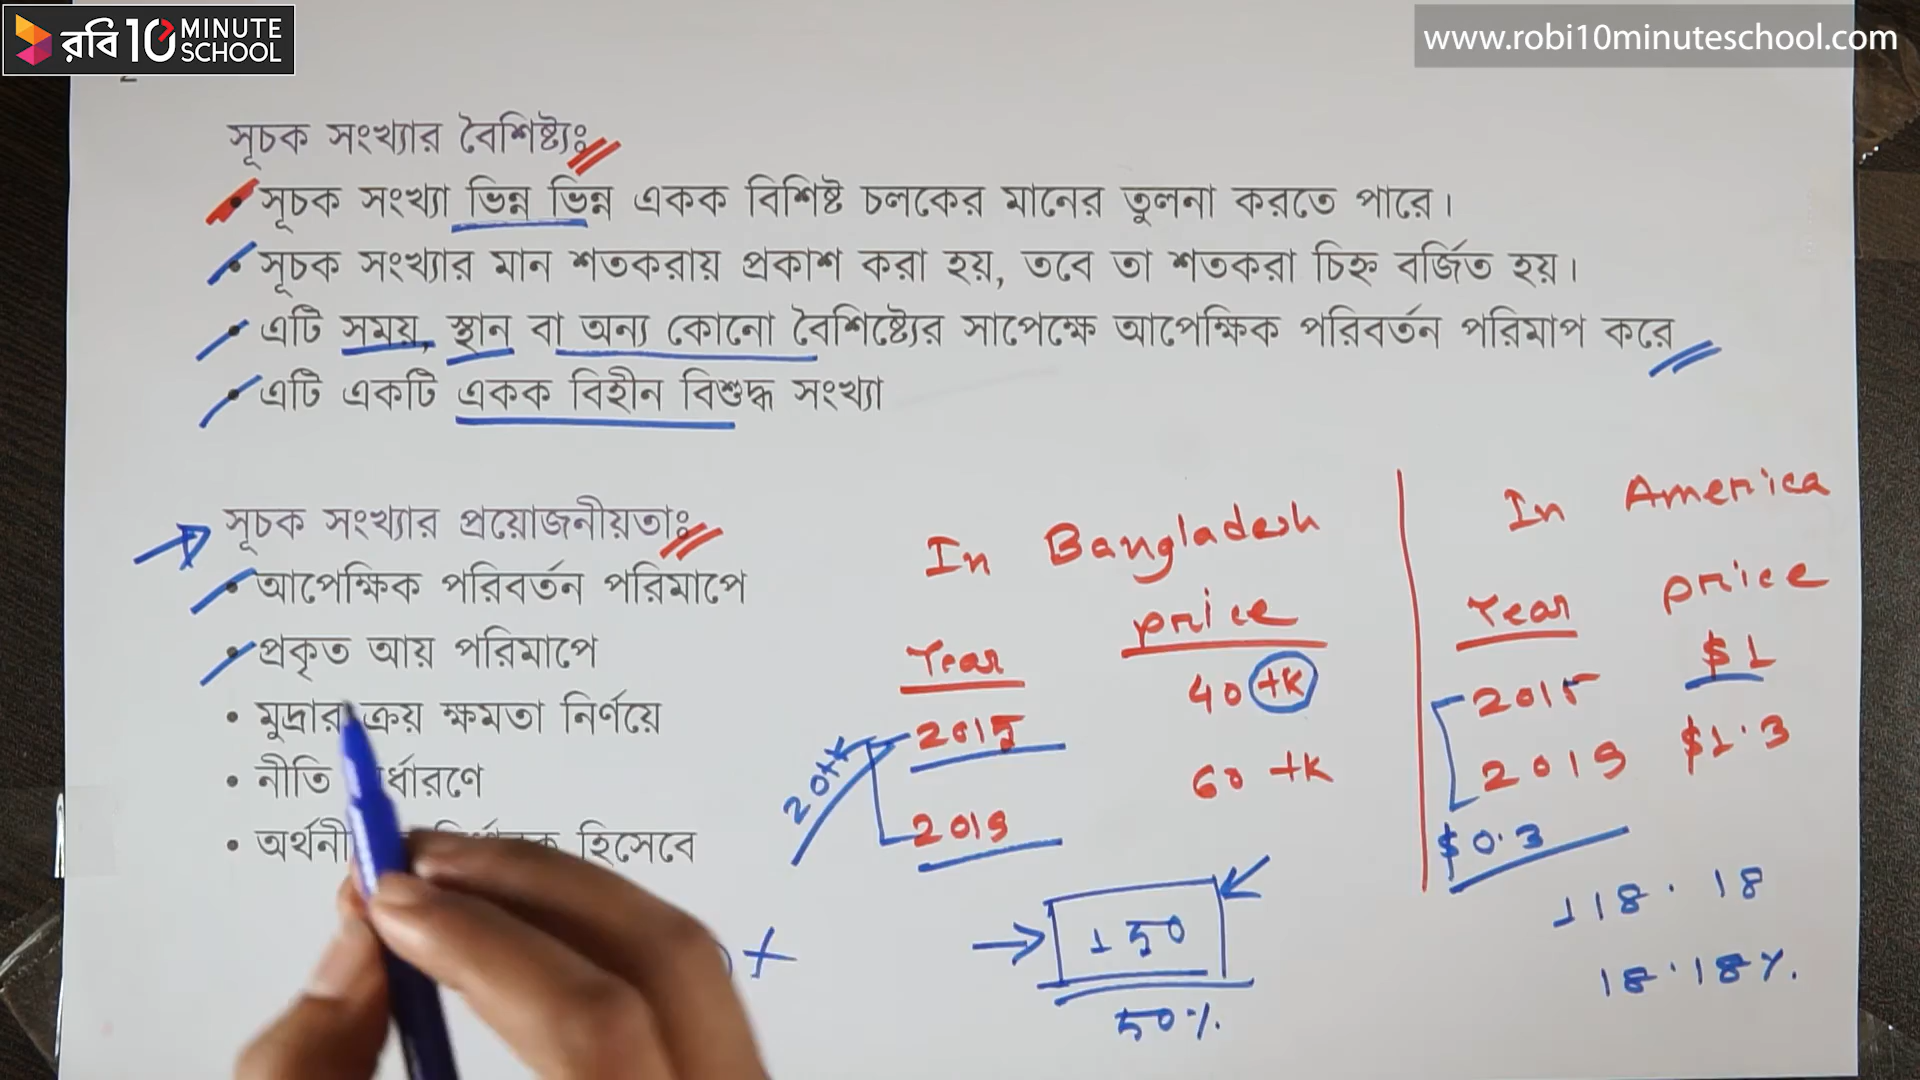 রবি 10 MINUTE SCHOOL
www.robi10minuteschool.com
সূচক সংখ্যার বৈশিষ্ট্যঃ
• সূচক সংখ্যা ভিন্ন ভিন্ন একক বিশিষ্ট চলকের মানের তুলনা করতে পারে।
• সূচক সংখ্যার মান শতকরায় প্রকাশ করা হয়, তবে তা শতকরা চিহ্ন বর্জিত হয়।
• এটি সময়, স্থান বা অন্য কোনো বৈশিষ্ট্যের সাপেক্ষে আপেক্ষিক পরিবর্তন পরিমাপ করে
• এটি একটি একক বিহীন বিশুদ্ধ সংখ্যা
সূচক সংখ্যার প্রয়োজনীয়তাঃ
• আপেক্ষিক পরিবর্তন পরিমাপে
• প্রকৃত আয় পরিমাপে
• মুদ্রার ক্রয় ক্ষমতা নির্ণয়ে
• নীতি
• হিসেবে
In Bangladesh
Year price
2015 40 tk
2019 60 tk
20tk
150
50%
In America
Year price
2015 $1
2019 $1.3
$0.3
118.18
18.18%